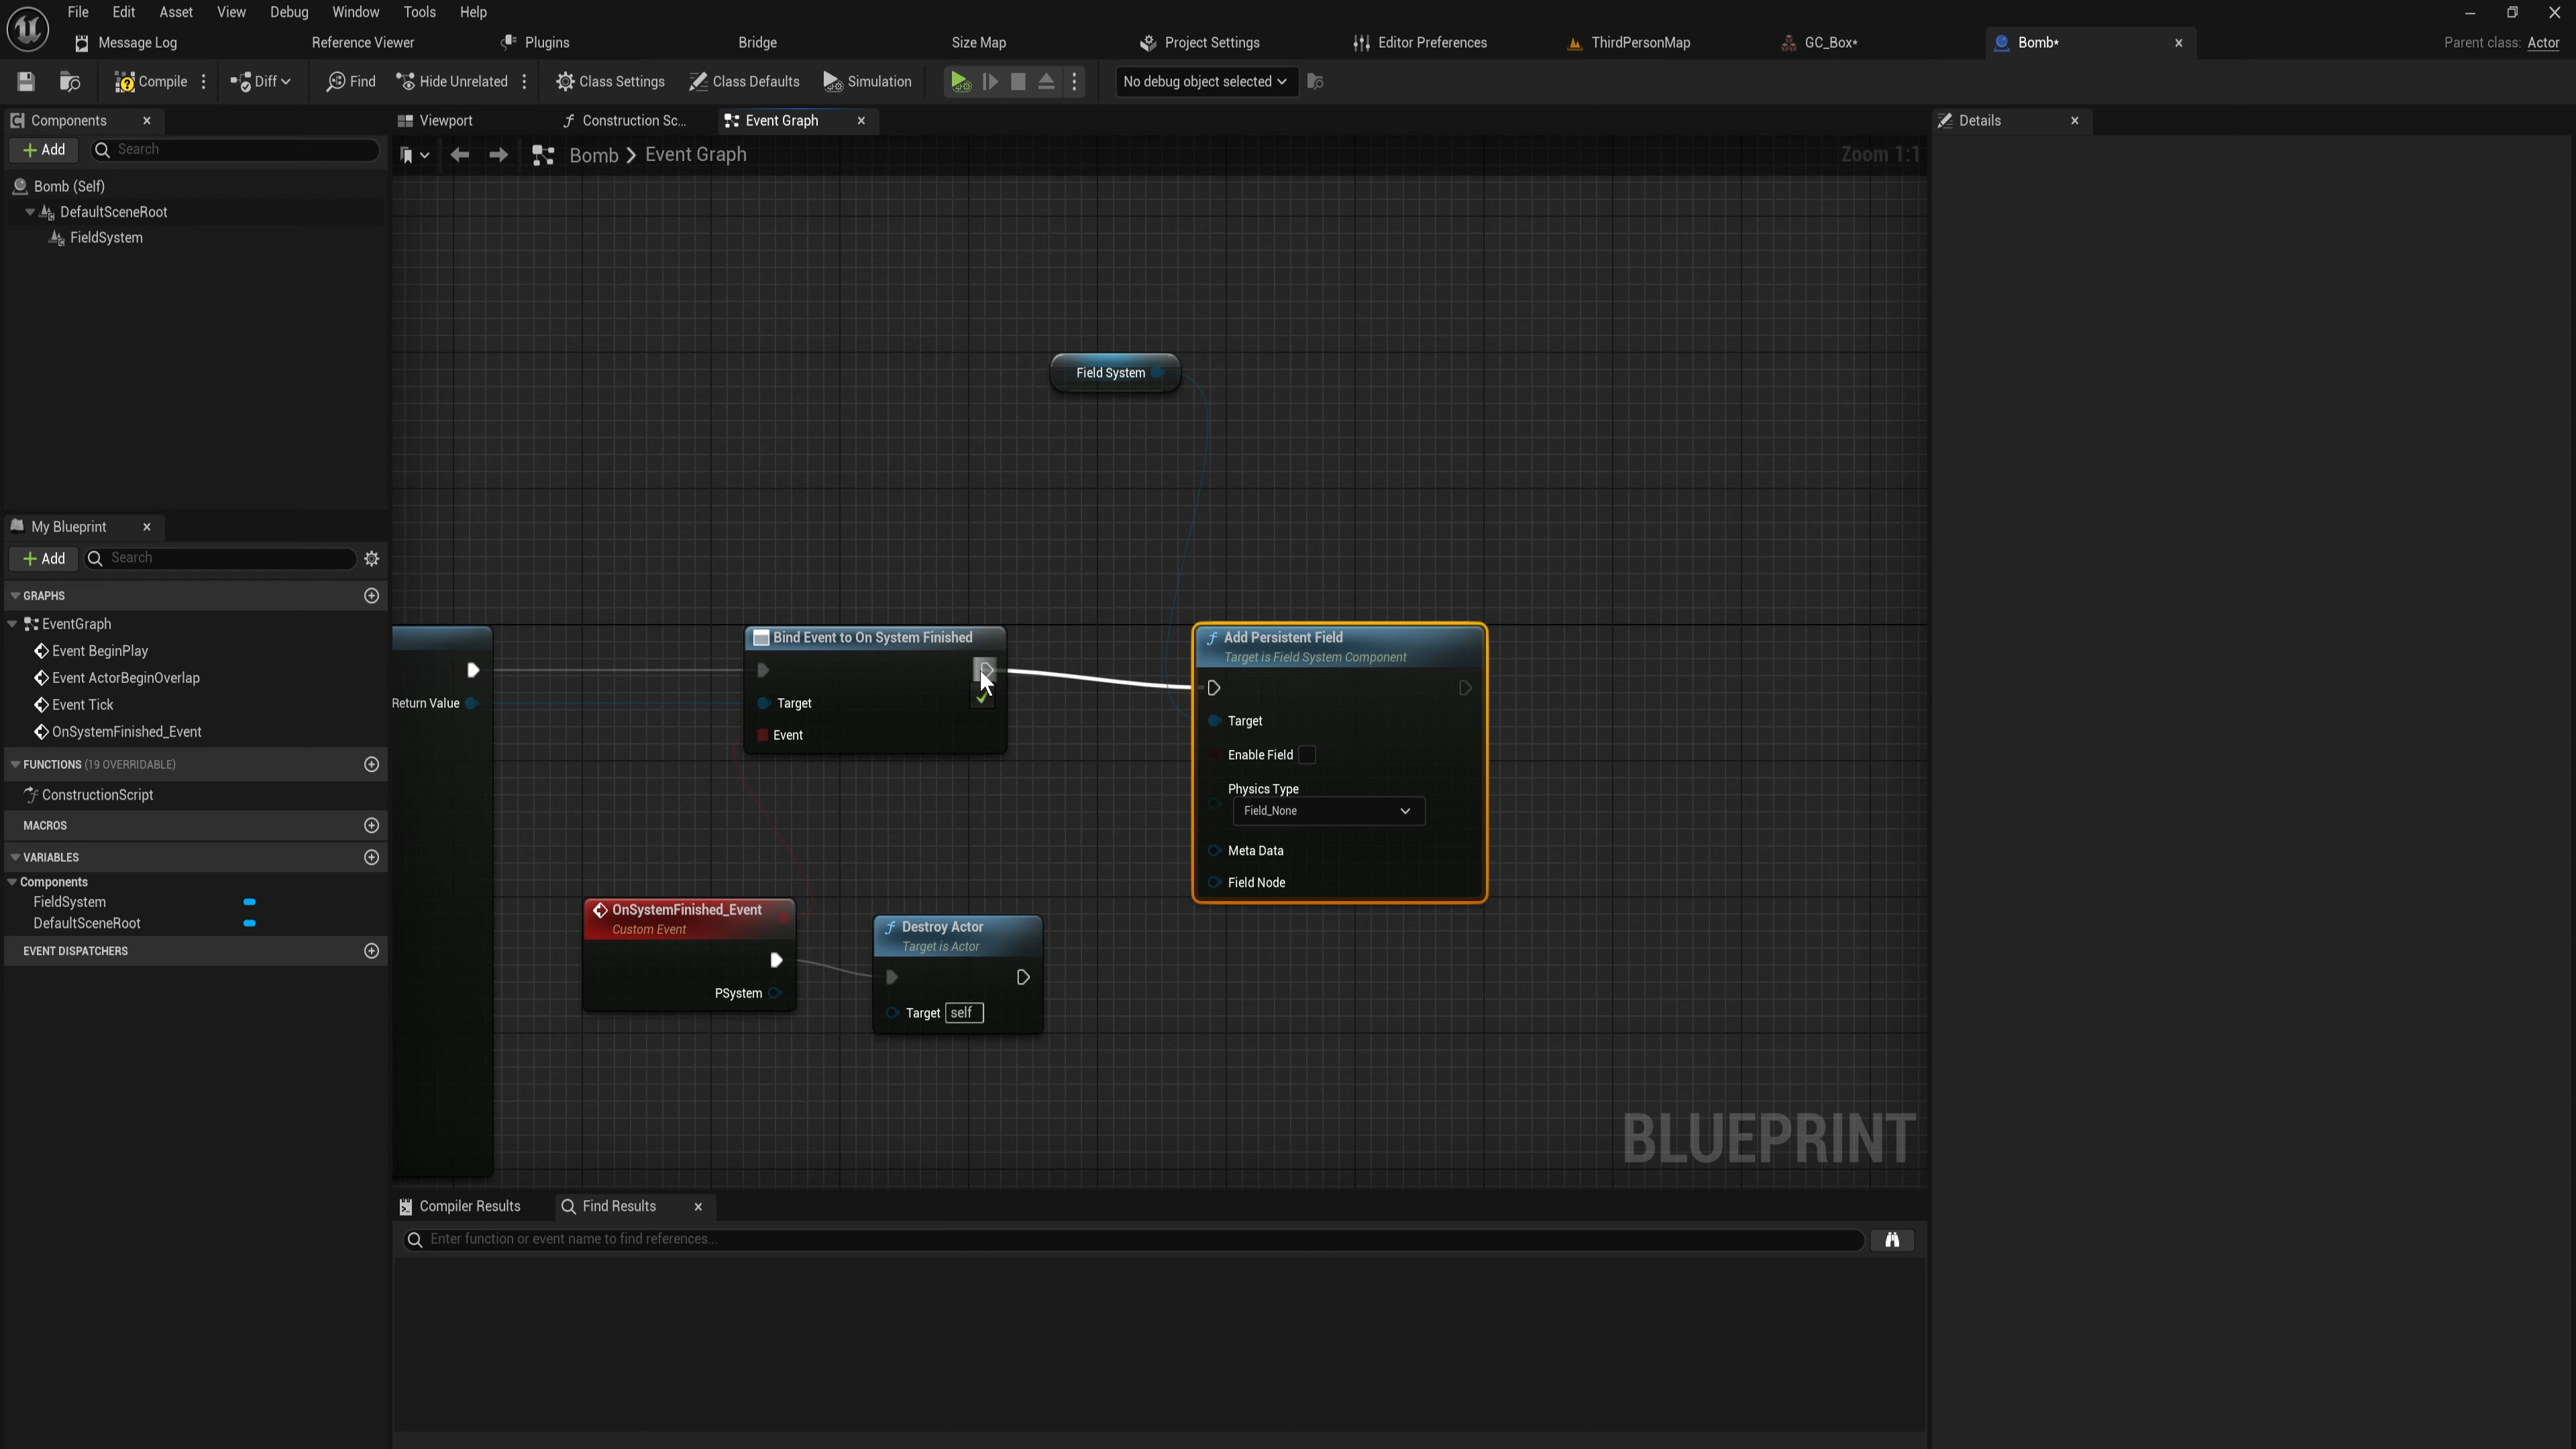 File Edit Asset View Debug Window Tools Help
Message Log Reference Viewer Plugins Bridge Size Map Project Settings Editor Preferences ThirdPersonMap GC_Box* Bomb* Parent class: Actor
Compile Diff Find Hide Unrelated Class Settings Class Defaults Simulation No debug object selected
Components Viewport Construction Sc... Event Graph Details
Add Search
Bomb > Event Graph Zoom 1:1
Bomb (Self)
DefaultSceneRoot
FieldSystem
Field System
My Blueprint
Add Search
GRAPHS
EventGraph
Event BeginPlay
Event ActorBeginOverlap
Event Tick
OnSystemFinished_Event
FUNCTIONS (19 OVERRIDABLE)
ConstructionScript
MACROS
VARIABLES
Components
FieldSystem
DefaultSceneRoot
EVENT DISPATCHERS
Return Value
Bind Event to On System Finished
Target
Event
Add Persistent Field
Target is Field System Component
Target
Enable Field
Physics Type
Field_None
Meta Data
Field Node
OnSystemFinished_Event
Custom Event
PSystem
Destroy Actor
Target is Actor
Target self
BLUEPRINT
Compiler Results Find Results
Enter function or event name to find references...